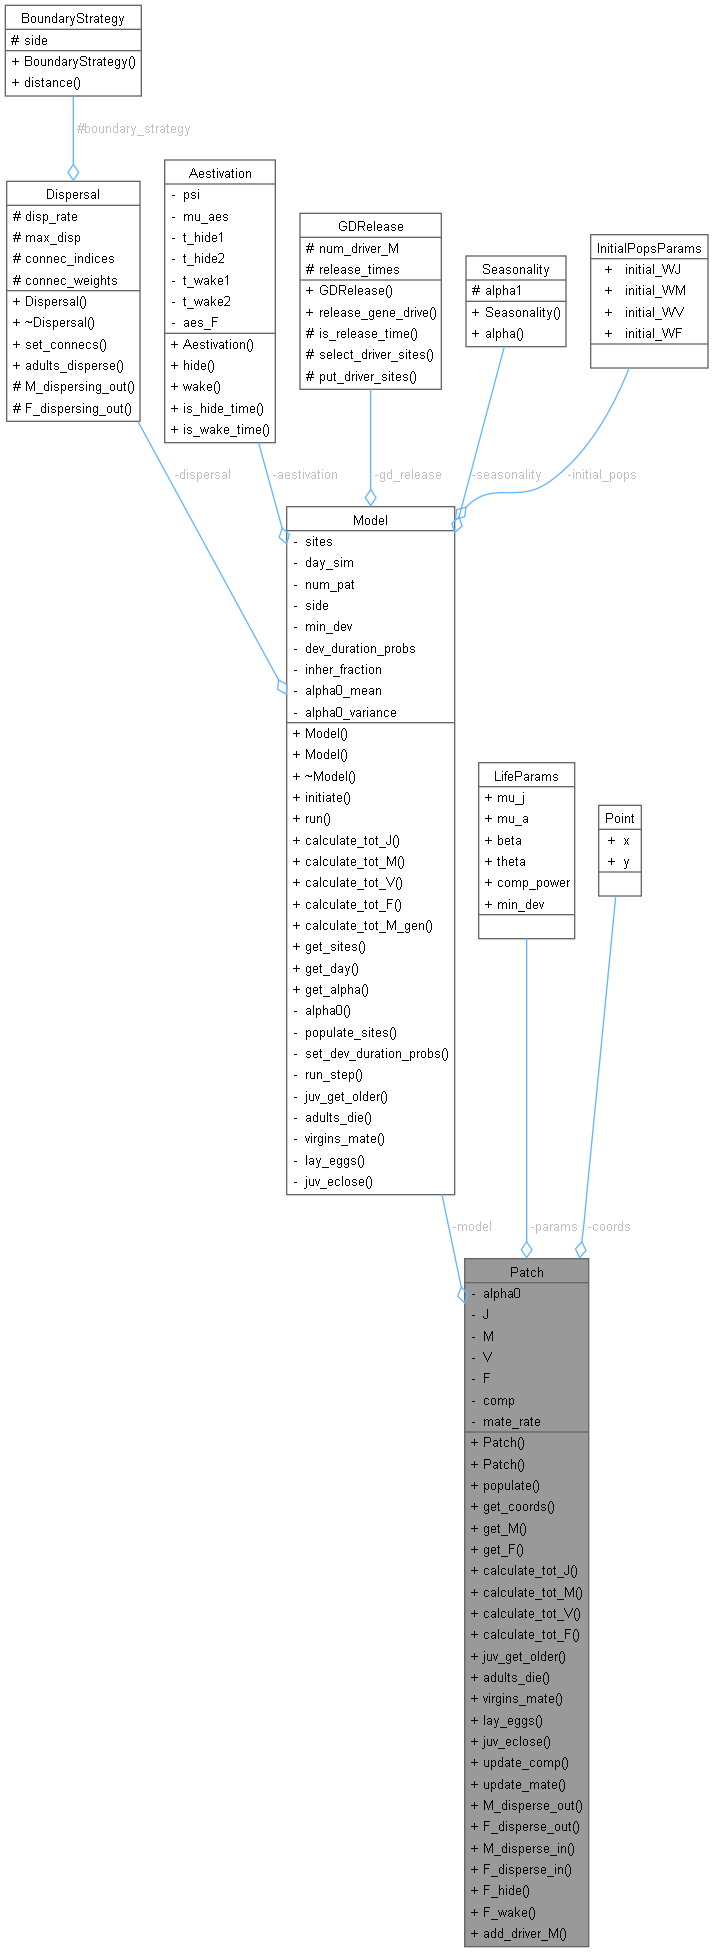 BoundaryStrategy
# side
+ BoundaryStrategy()
+ distance()
#boundary_strategy
Dispersal
# disp_rate
# max_disp
# connec_indices
# connec_weights
+ Dispersal()
+ ~Dispersal()
+ set_connecs()
+ adults_disperse()
# M_dispersing_out()
# F_dispersing_out()
Aestivation
- psi
- mu_aes
- t_hide1
- t_hide2
- t_wake1
- t_wake2
- aes_F
+ Aestivation()
+ hide()
+ wake()
+ is_hide_time()
+ is_wake_time()
GDRelease
# num_driver_M
# release_times
+ GDRelease()
+ release_gene_drive()
# is_release_time()
# select_driver_sites()
# put_driver_sites()
Seasonality
# alpha1
+ Seasonality()
+ alpha()
InitialPopsParams
+ initial_WJ
+ initial_WM
+ initial_WV
+ initial_WF
-dispersal
-aestivation
-gd_release
-seasonality
-initial_pops
Model
- sites
- day_sim
- num_pat
- side
- min_dev
- dev_duration_probs
- inher_fraction
- alpha0_mean
- alpha0_variance
+ Model()
+ Model()
+ ~Model()
+ initiate()
+ run()
+ calculate_tot_J()
+ calculate_tot_M()
+ calculate_tot_V()
+ calculate_tot_F()
+ calculate_tot_M_gen()
+ get_sites()
+ get_day()
+ get_alpha()
- alpha0()
- populate_sites()
- set_dev_duration_probs()
- run_step()
- juv_get_older()
- adults_die()
- virgins_mate()
- lay_eggs()
- juv_eclose()
LifeParams
+ mu_j
+ mu_a
+ beta
+ theta
+ comp_power
+ min_dev
Point
+ x
+ y
-model
-params
-coords
Patch
- alpha0
- J
- M
- V
- F
- comp
- mate_rate
+ Patch()
+ Patch()
+ populate()
+ get_coords()
+ get_M()
+ get_F()
+ calculate_tot_J()
+ calculate_tot_M()
+ calculate_tot_V()
+ calculate_tot_F()
+ juv_get_older()
+ adults_die()
+ virgins_mate()
+ lay_eggs()
+ juv_eclose()
+ update_comp()
+ update_mate()
+ M_disperse_out()
+ F_disperse_out()
+ M_disperse_in()
+ F_disperse_in()
+ F_hide()
+ F_wake()
+ add_driver_M()